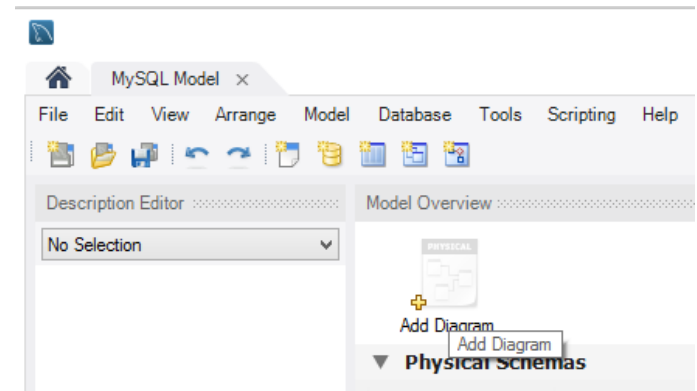 MySQL Model ×
File Edit View Arrange Model Database Tools Scripting Help
Description Editor
Model Overview
No Selection
PHYSICAL
Add Diagram
Add Diagram
Physical Schemas